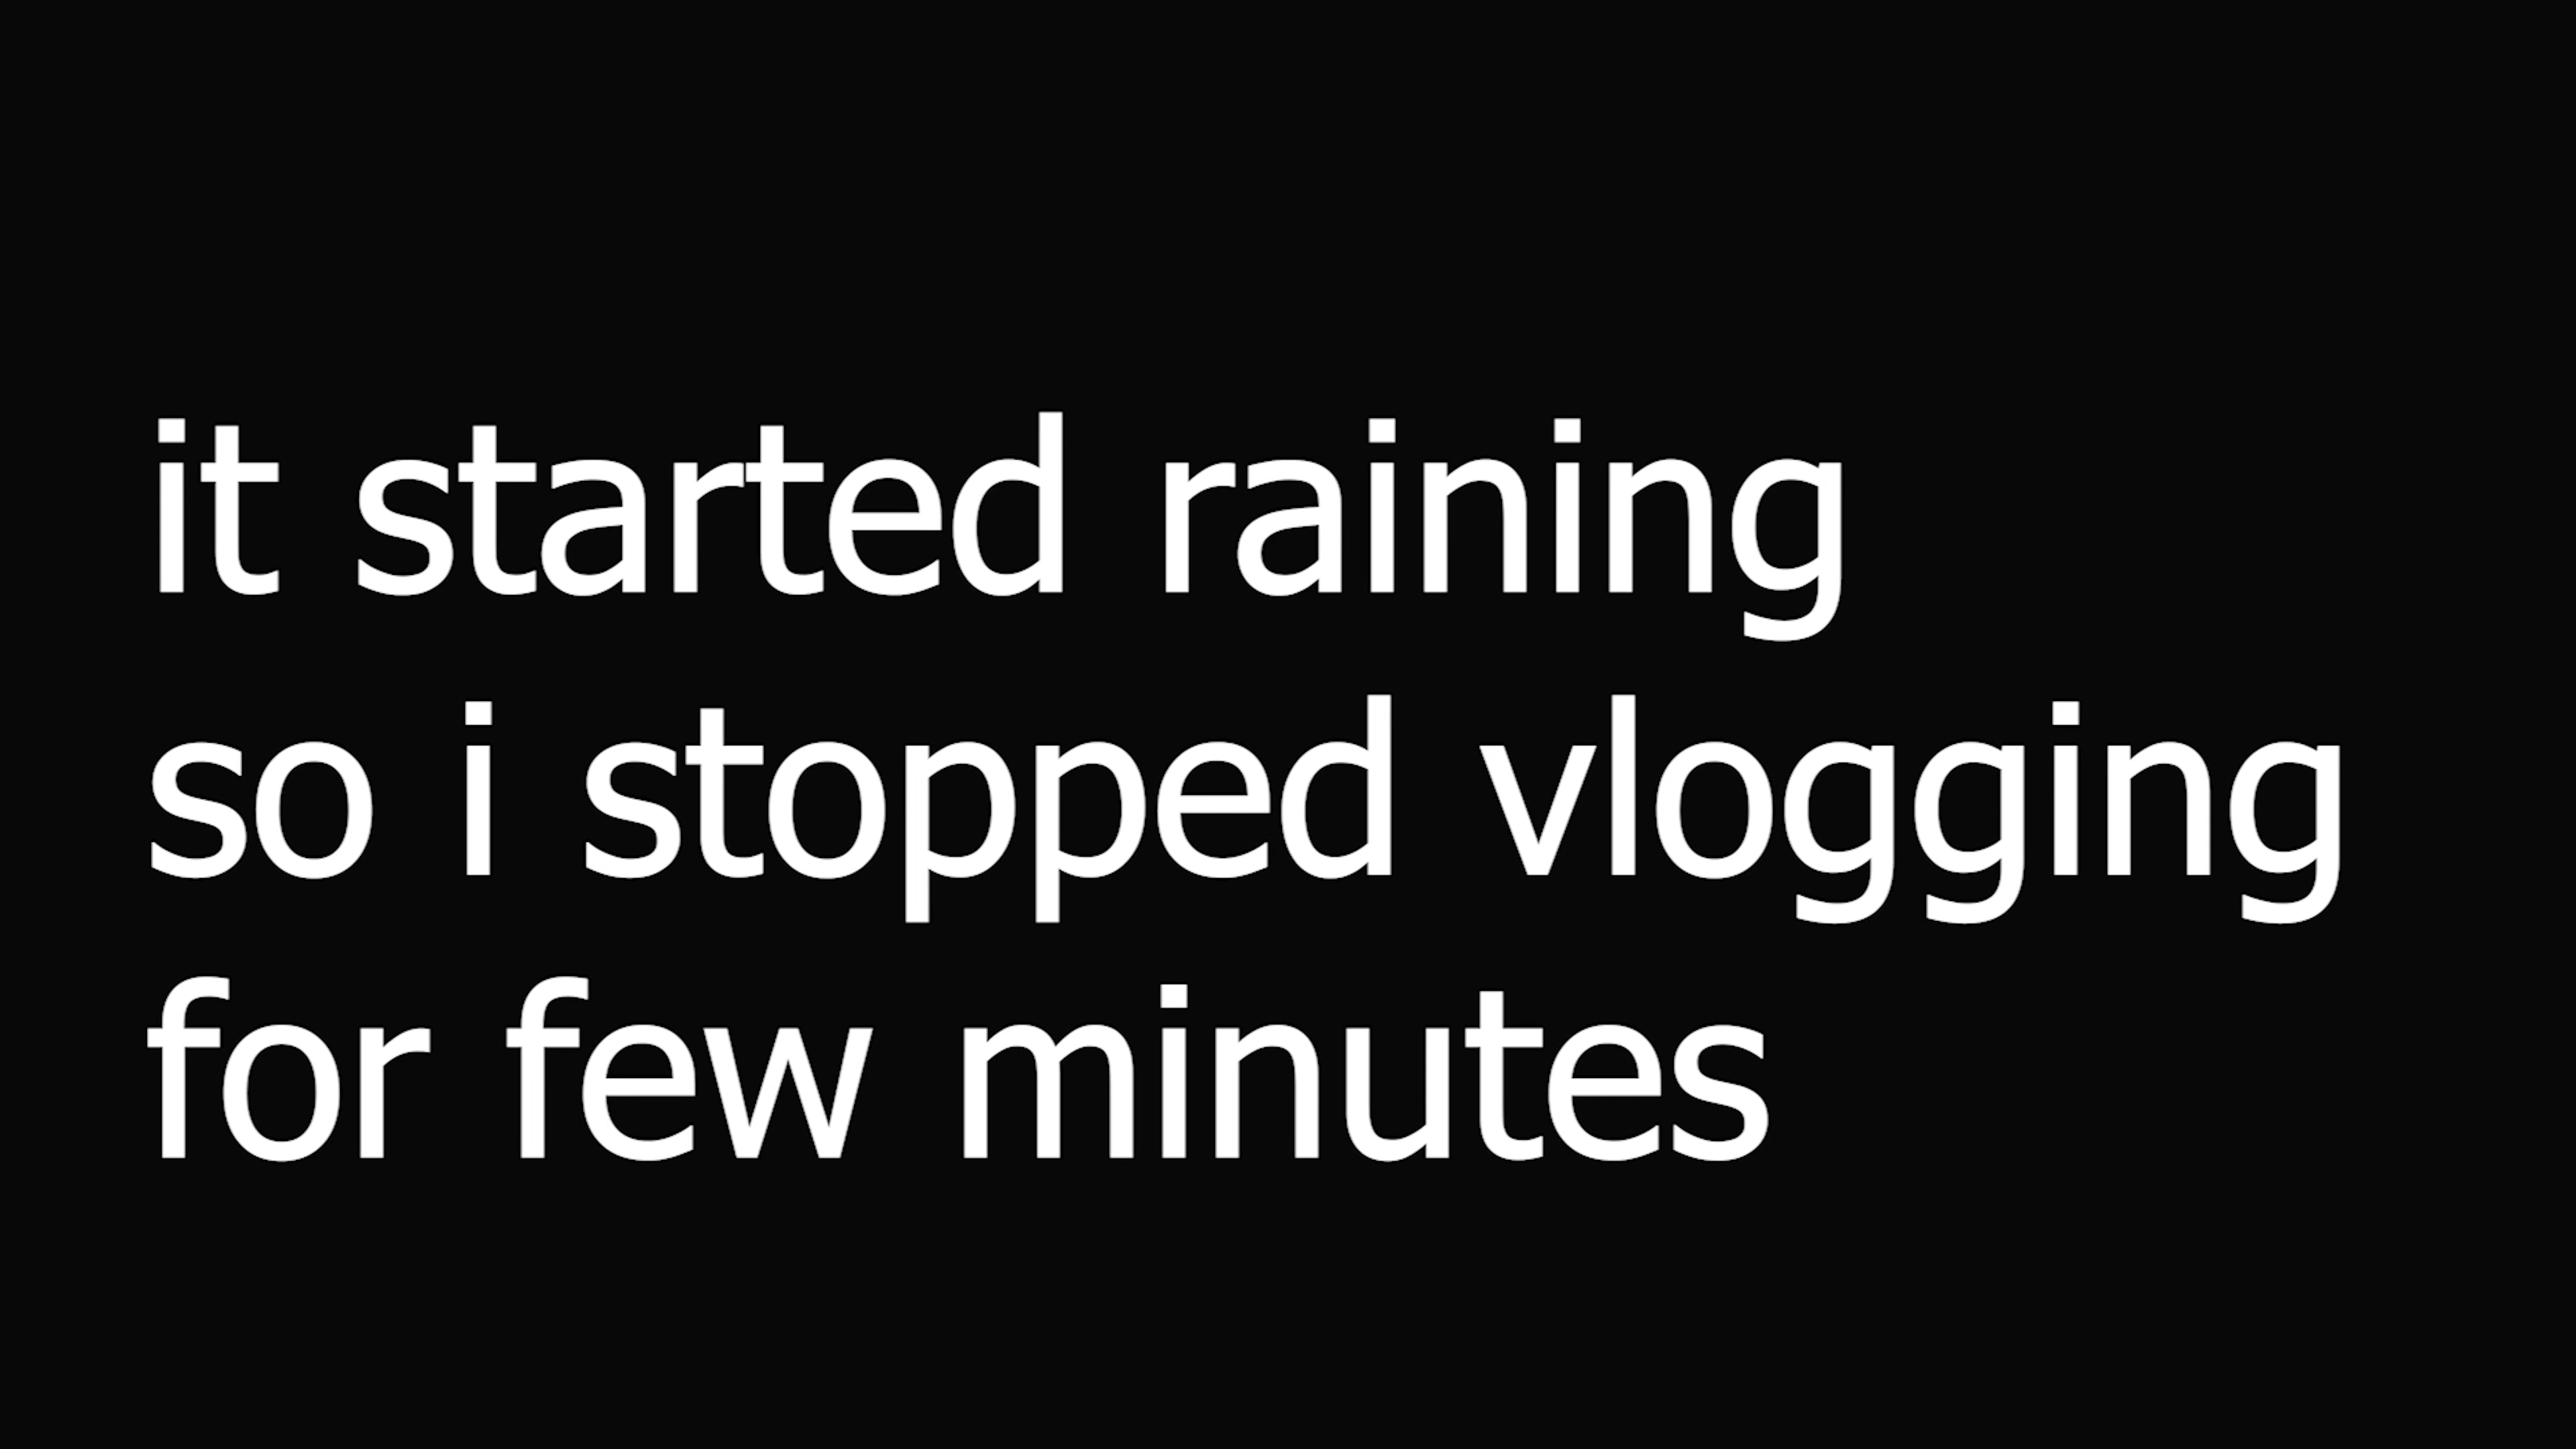 it started raining
so i stopped vlogging
for few minutes